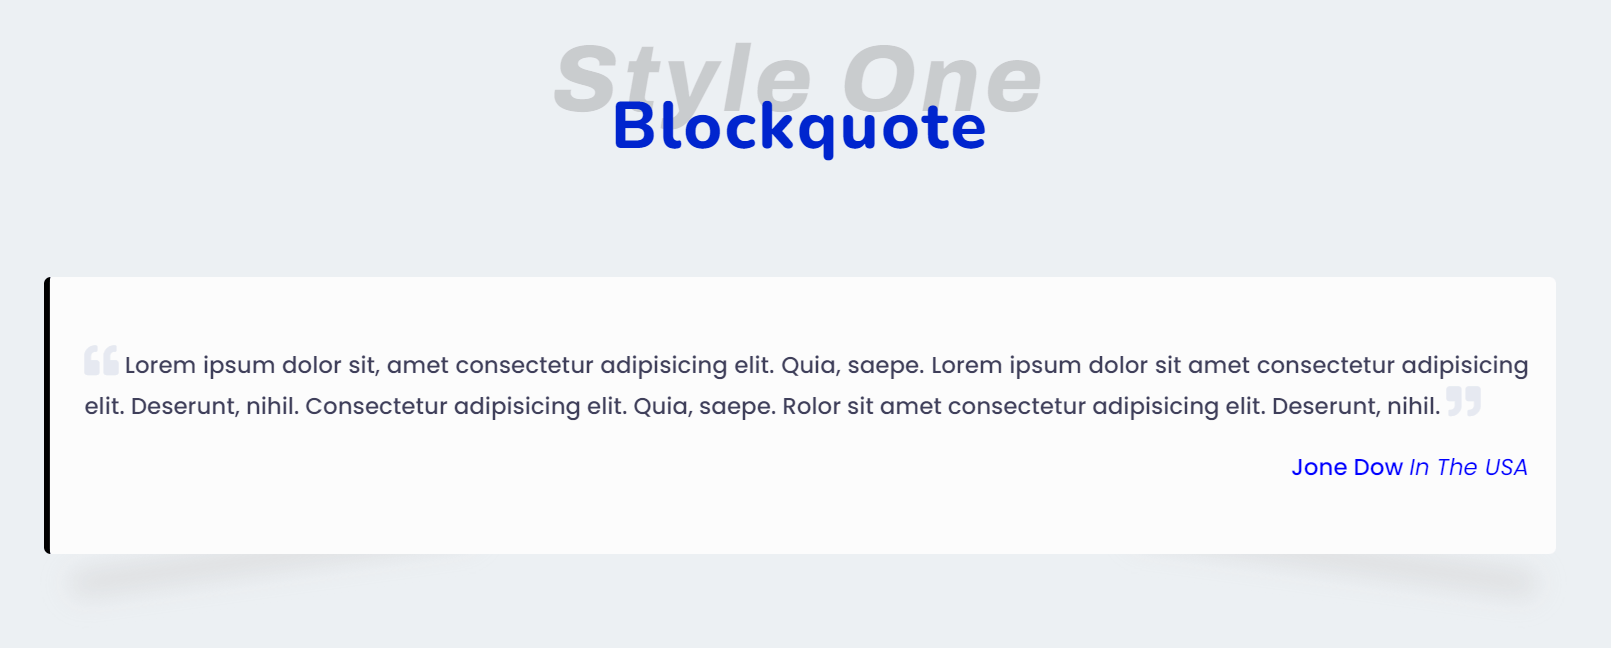 Style One
Blockquote
“ Lorem ipsum dolor sit, amet consectetur adipisicing elit. Quia, saepe. Lorem ipsum dolor sit amet consectetur adipisicing
elit. Deserunt, nihil. Consectetur adipisicing elit. Quia, saepe. Rolor sit amet consectetur adipisicing elit. Deserunt, nihil. ”
Jone Dow In The USA